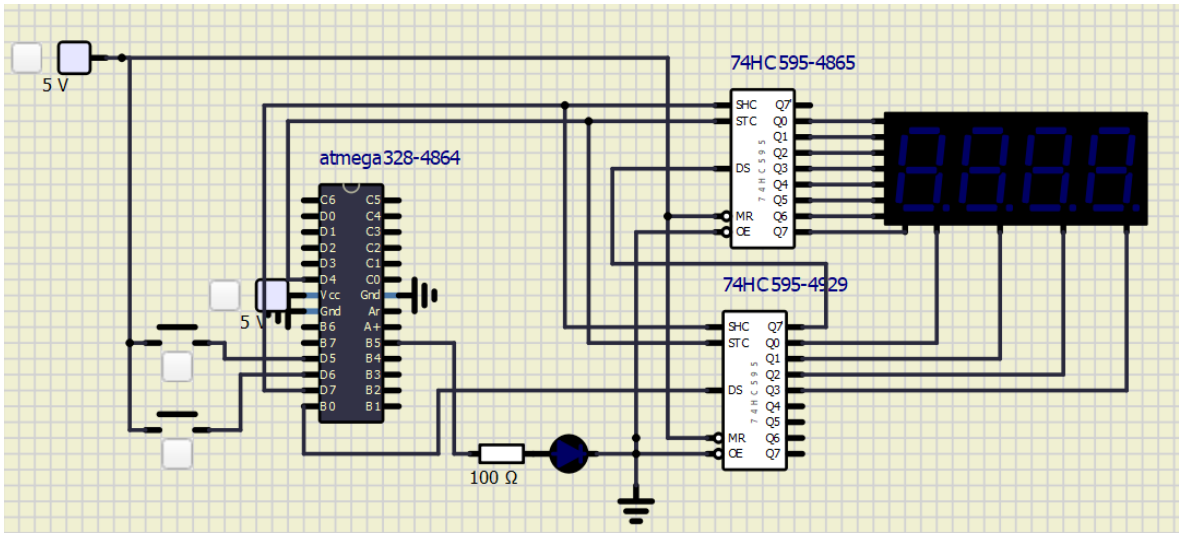 5 V
74HC595-4865
SHC Q7'
STC Q0
Q1
Q2
DS Q3
Q4
Q5
MR Q6
OE Q7
74HC595
atmega328-4864
C6 C5
D0 C4
D1 C3
D2 C2
D3 C1
D4 C0
Vcc Gnd
Gnd Ar
B6 A+
B7 B5
D5 B4
D6 B3
D7 B2
B0 B1
5 V
74HC595-4929
SHC Q7'
STC Q0
Q1
Q2
DS Q3
Q4
Q5
MR Q6
OE Q7
74HC595
100 Ω